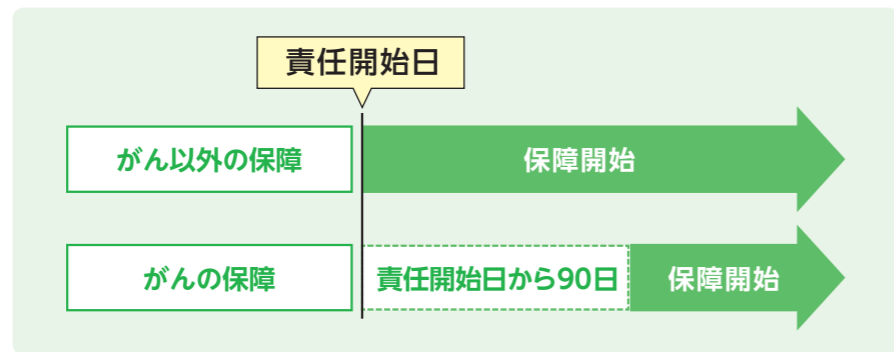 責任開始日
がん以外の保障
保障開始
がんの保障
責任開始日から90日
保障開始